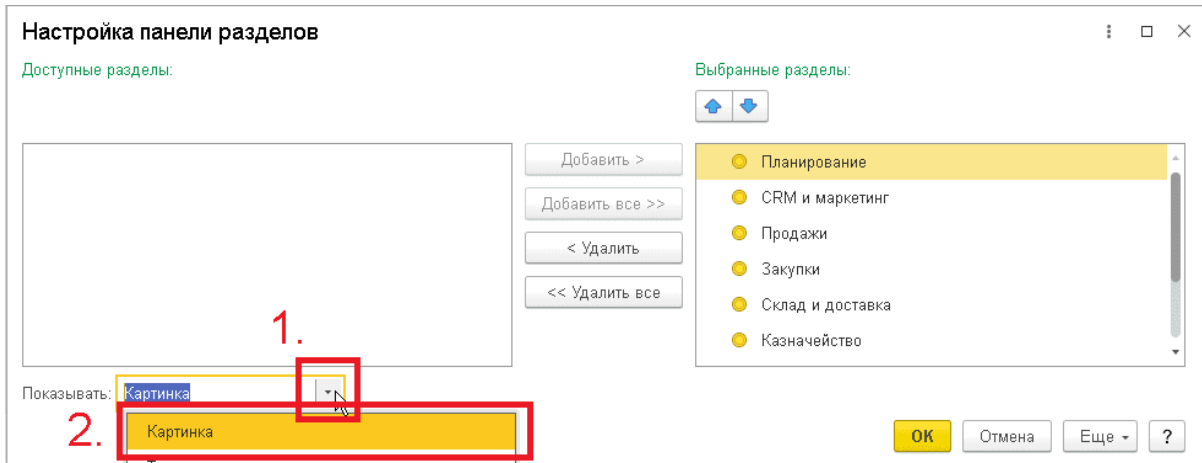 Настройка панели разделов
Доступные разделы:
Выбранные разделы:
Добавить >
Добавить все >>
< Удалить
<< Удалить все
Планирование
CRM и маркетинг
Продажи
Закупки
Склад и доставка
Казначейство
1.
Показывать: Картинка
2.
Картинка
ОК
Отмена
Еще
?